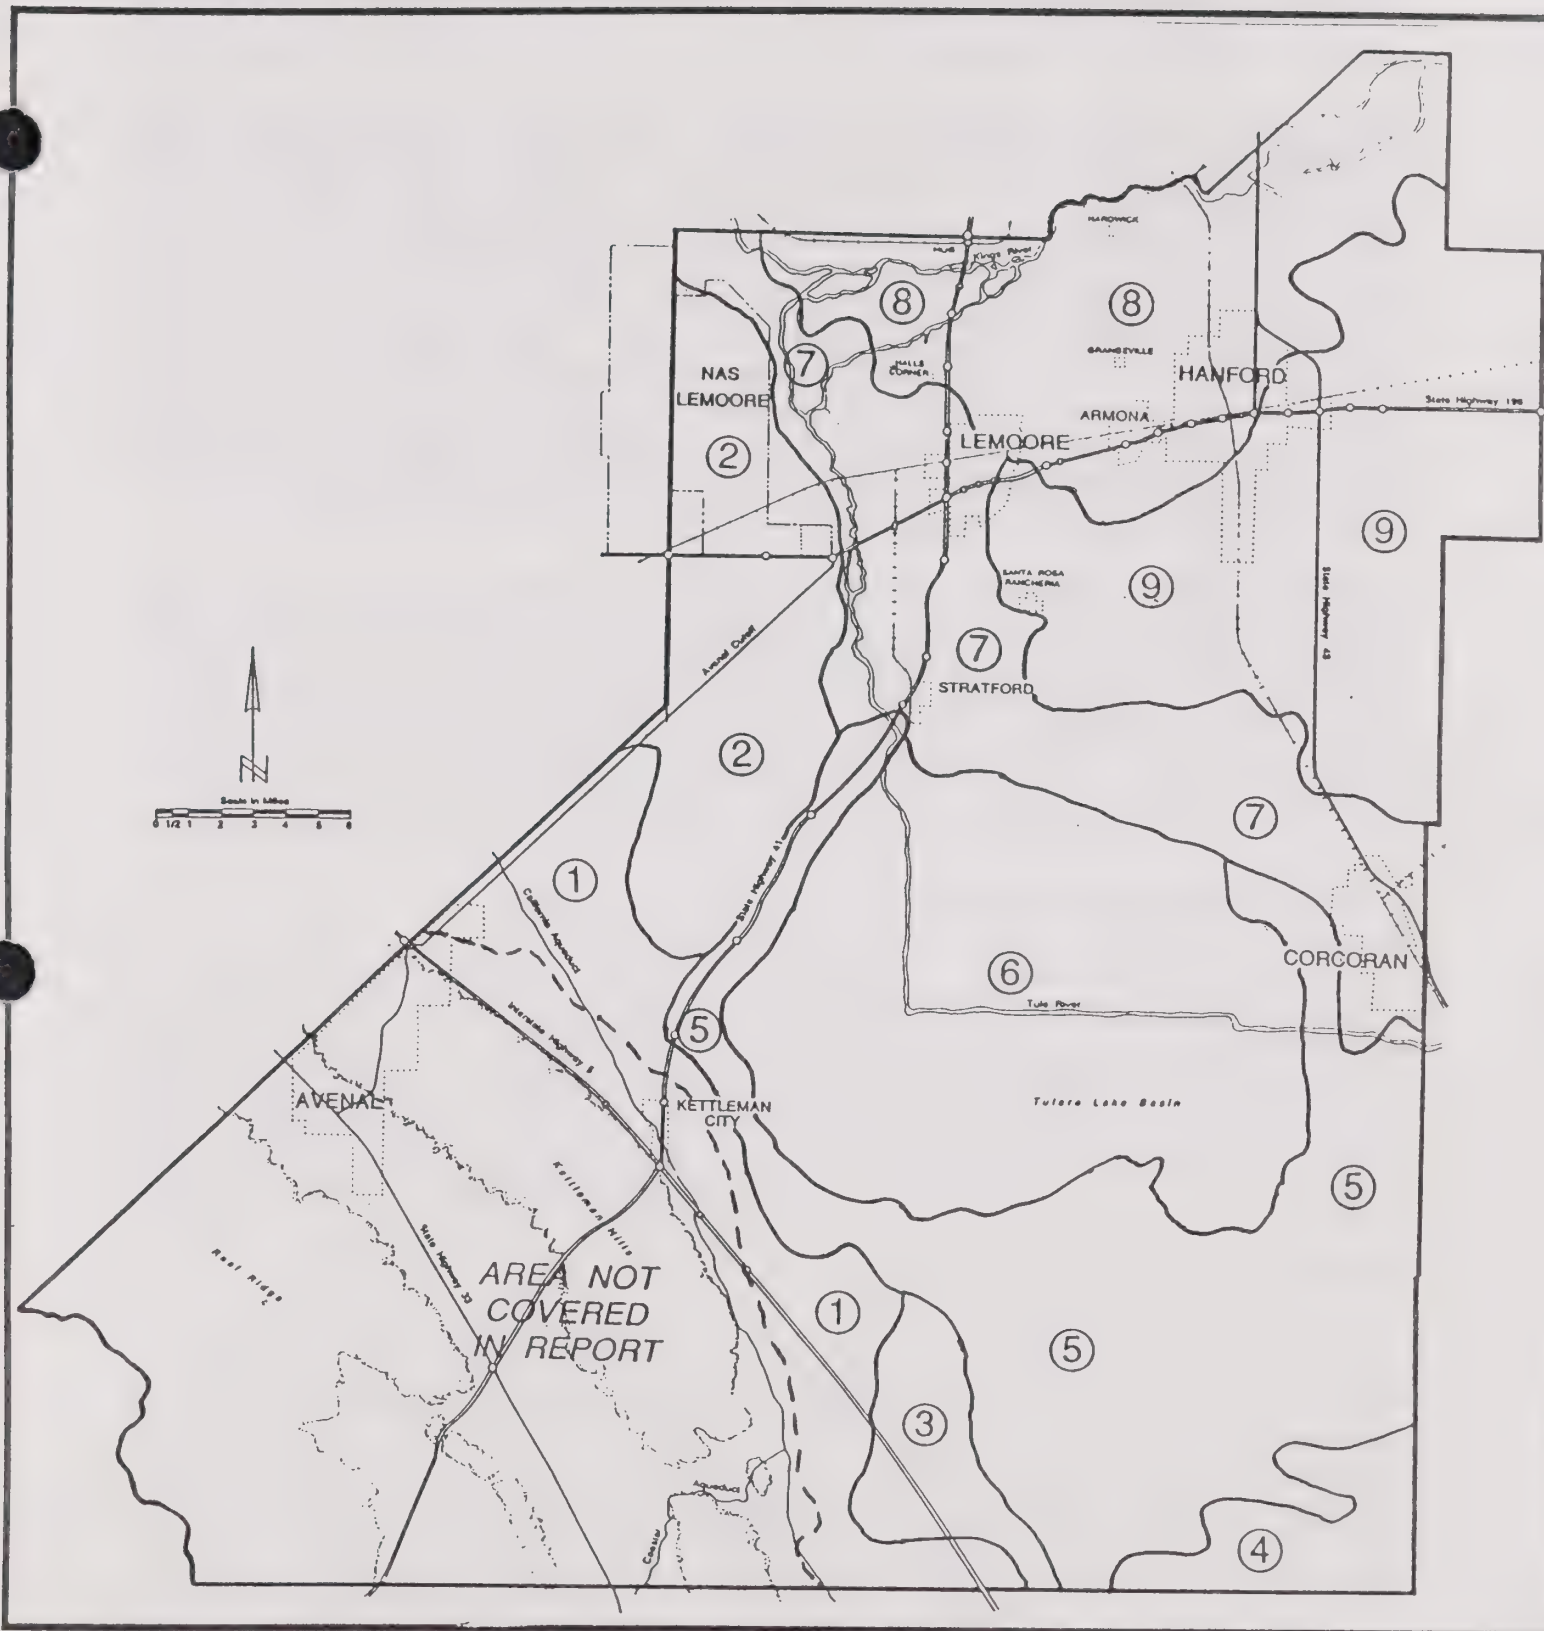 HARDWICK
HUB
Kings River
8
8
7
HALLS
CORNER
GRANGEVILLE
NAS
LEMOORE
HANFORD
State Highway 198
ARMONA
LEMOORE
2
9
SANTA ROSA
RANCHERIA
9
State Highway 43
Avenal Cutoff
7
STRATFORD
2
N
Scale in Miles
0 1/2 1 2 3 4 5 6
7
1
State Highway 41
California Aqueduct
CORCORAN
6
Tule River
Interstate Highway 5
5
AVENAL
KETTLEMAN
CITY
Tulare Lake Basin
5
Kettleman Hills
Reef Ridge
State Highway 33
AREA NOT
COVERED
IN REPORT
1
5
3
Aqueduct
Coastal
4